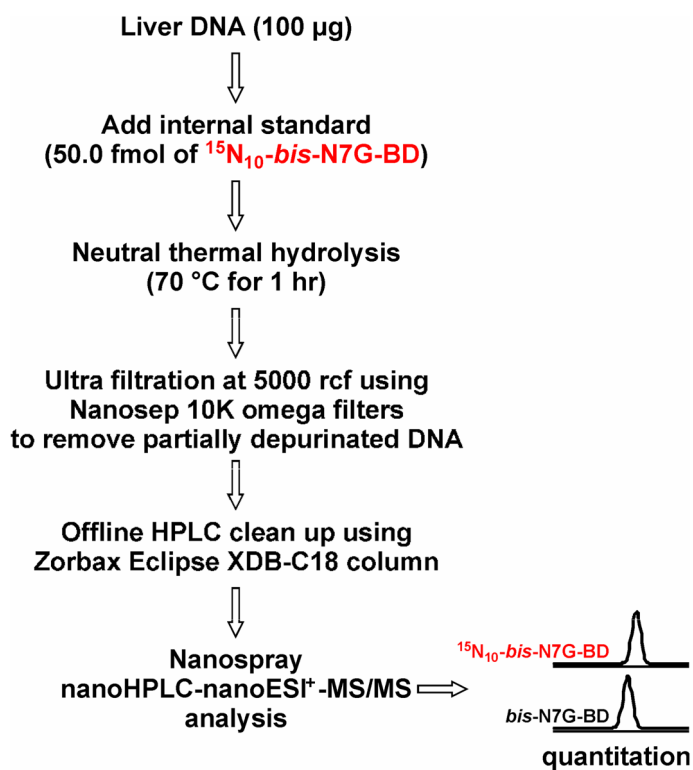 Liver DNA (100 µg)
Add internal standard
(50.0 fmol of ¹⁵N₁₀-bis-N7G-BD)
Neutral thermal hydrolysis
(70 °C for 1 hr)
Ultra filtration at 5000 rcf using
Nanosep 10K omega filters
to remove partially depurinated DNA
Offline HPLC clean up using
Zorbax Eclipse XDB-C18 column
Nanospray
nanoHPLC-nanoESI⁺-MS/MS
analysis
¹⁵N₁₀-bis-N7G-BD
bis-N7G-BD
quantitation